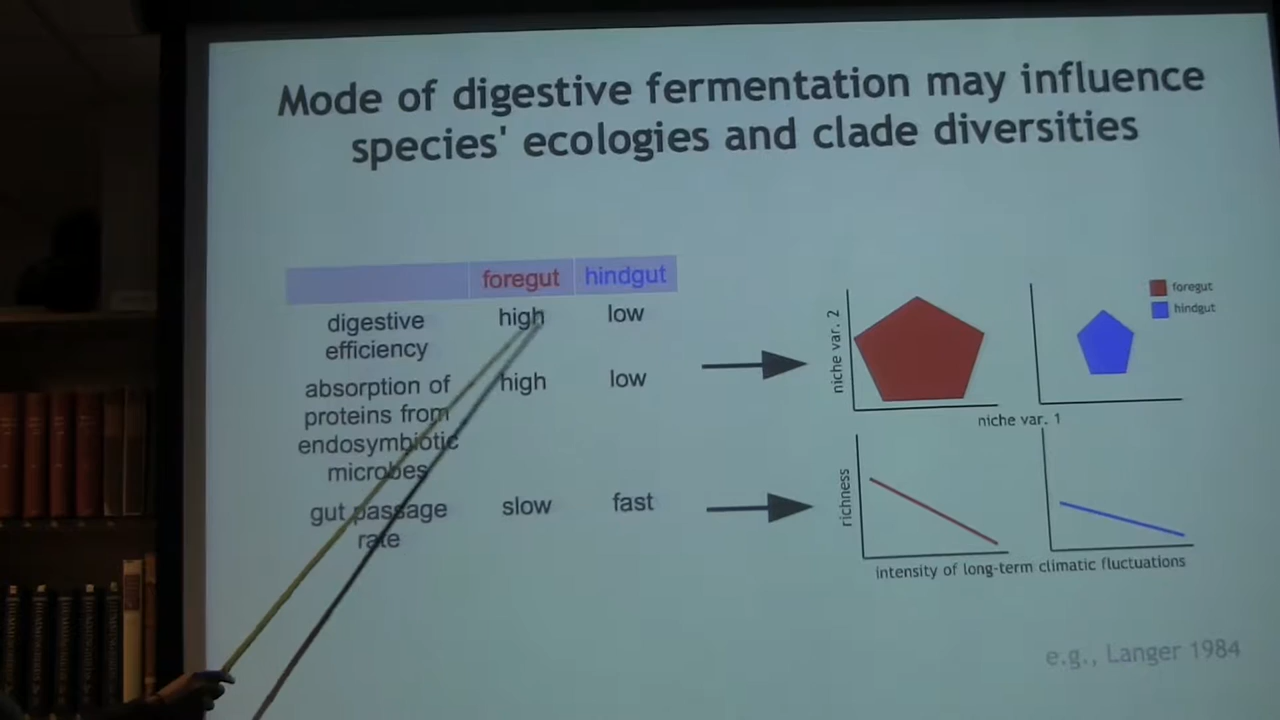 Mode of digestive fermentation may influence
species' ecologies and clade diversities
foregut hindgut
digestive efficiency high low
absorption of proteins from endosymbiotic microbes high low
gut passage rate slow fast
niche var. 2
niche var. 1
foregut
hindgut
richness
intensity of long-term climatic fluctuations
e.g., Langer 1984